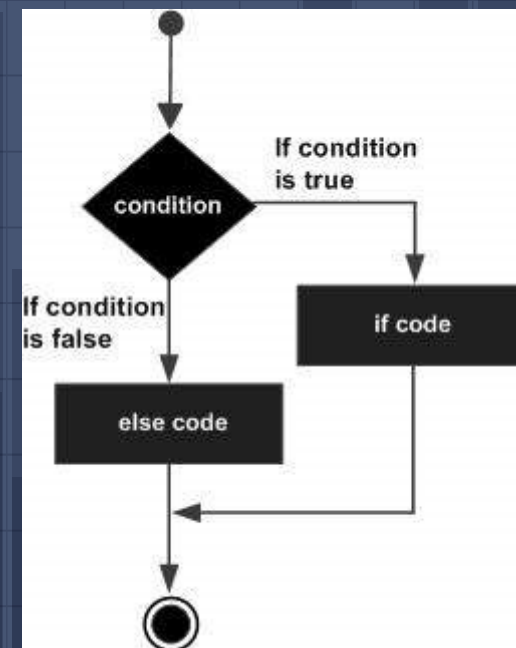 condition
If condition
is true
if code
If condition
is false
else code